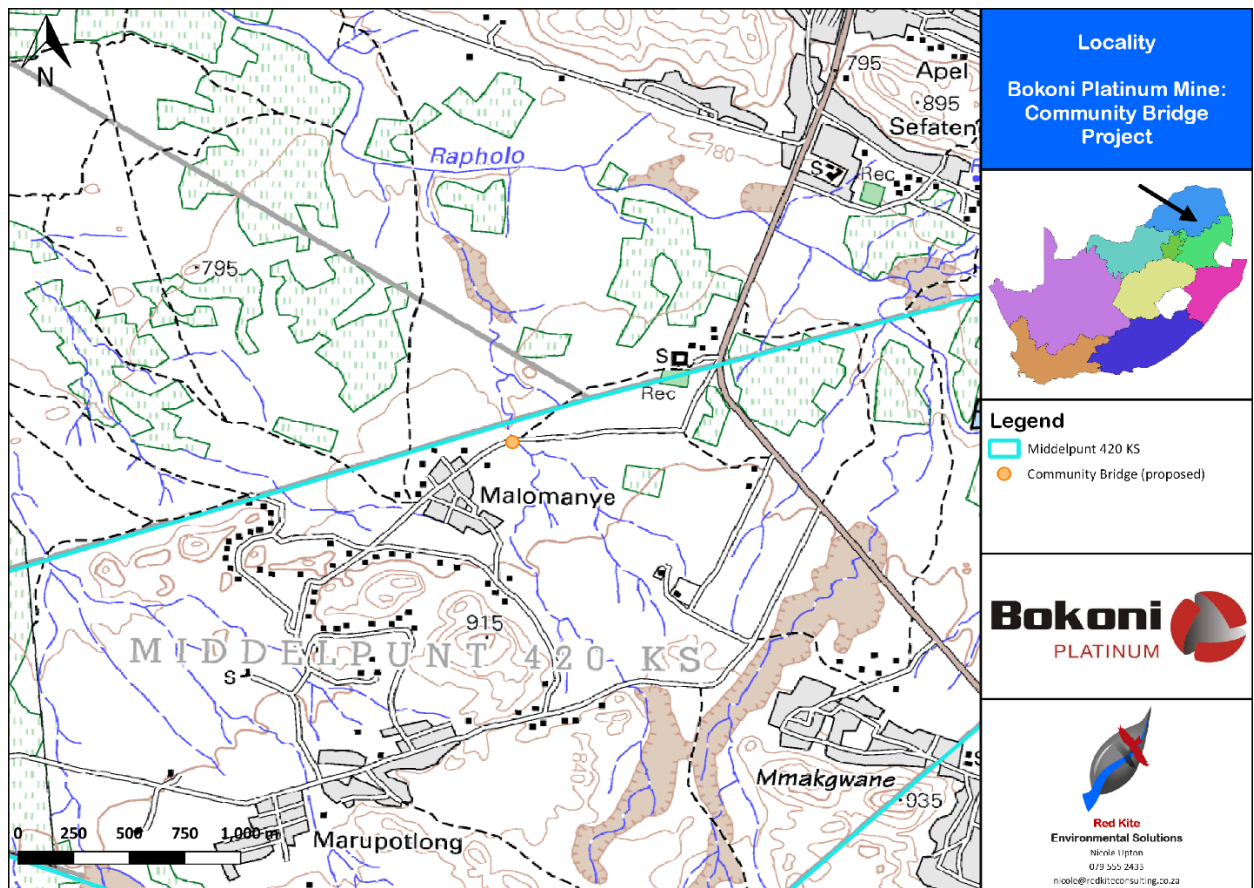 N
795
Apel
895
Sefaten
780
Rapholo
S
Rec
795
S
Rec
Malomanye
915
MIDDELPUNT 420 KS
S
840
Mmakgwane
935
S
Marupotlong
0 250 500 750 1,000 m
Locality
Bokoni Platinum Mine:
Community Bridge
Project
Legend
Middelpunt 420 KS
Community Bridge (proposed)
Bokoni
PLATINUM
Red Kite
Environmental Solutions
Nicole Upton
079 555 2433
nicole@redkiteconsulting.co.za